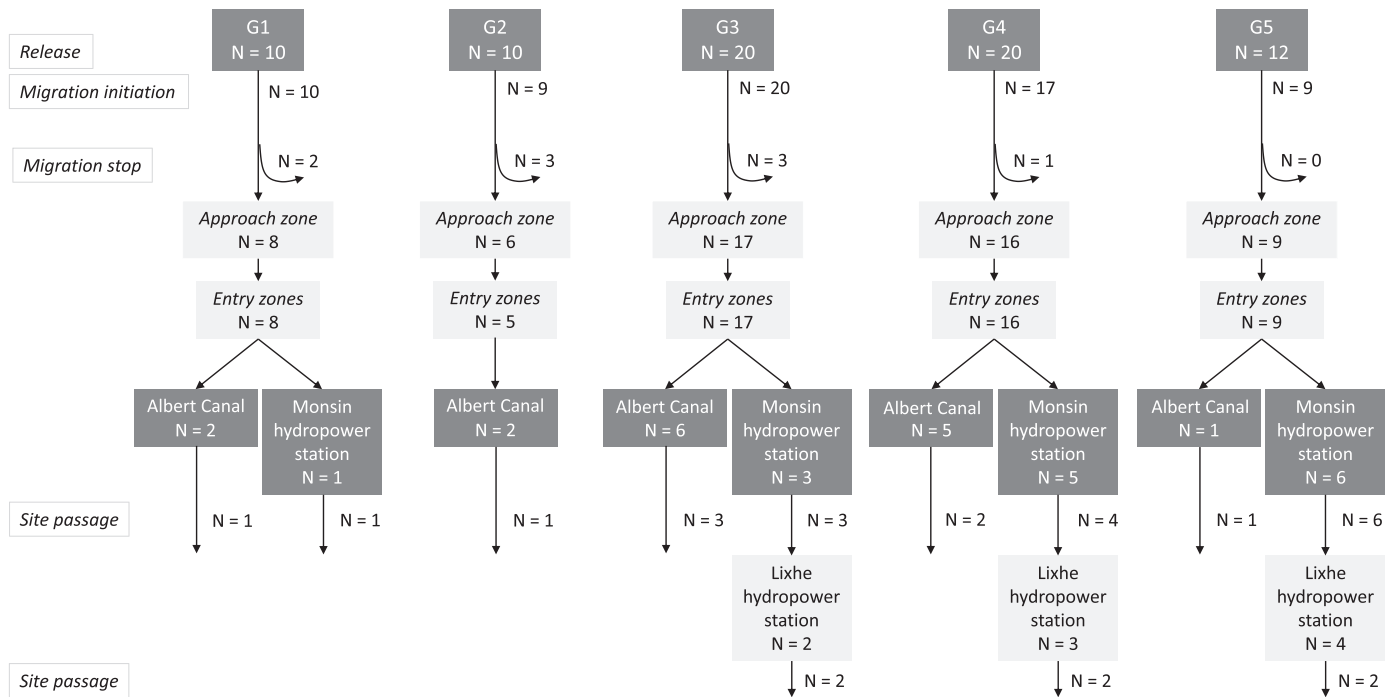 G1
N = 10
G2
N = 10
G3
N = 20
G4
N = 20
G5
N = 12
Release
Migration initiation
N = 10
N = 9
N = 20
N = 17
N = 9
Migration stop
N = 2
N = 3
N = 3
N = 1
N = 0
Approach zone
N = 8
Approach zone
N = 6
Approach zone
N = 17
Approach zone
N = 16
Approach zone
N = 9
Entry zones
N = 8
Entry zones
N = 5
Entry zones
N = 17
Entry zones
N = 16
Entry zones
N = 9
Albert Canal
N = 2
Monsin
hydropower
station
N = 1
Albert Canal
N = 2
Albert Canal
N = 6
Monsin
hydropower
station
N = 3
Albert Canal
N = 5
Monsin
hydropower
station
N = 5
Albert Canal
N = 1
Monsin
hydropower
station
N = 6
Site passage
N = 1
N = 1
N = 1
N = 3
N = 3
N = 2
N = 4
N = 1
N = 6
Lixhe
hydropower
station
N = 2
Lixhe
hydropower
station
N = 3
Lixhe
hydropower
station
N = 4
Site passage
N = 2
N = 2
N = 2